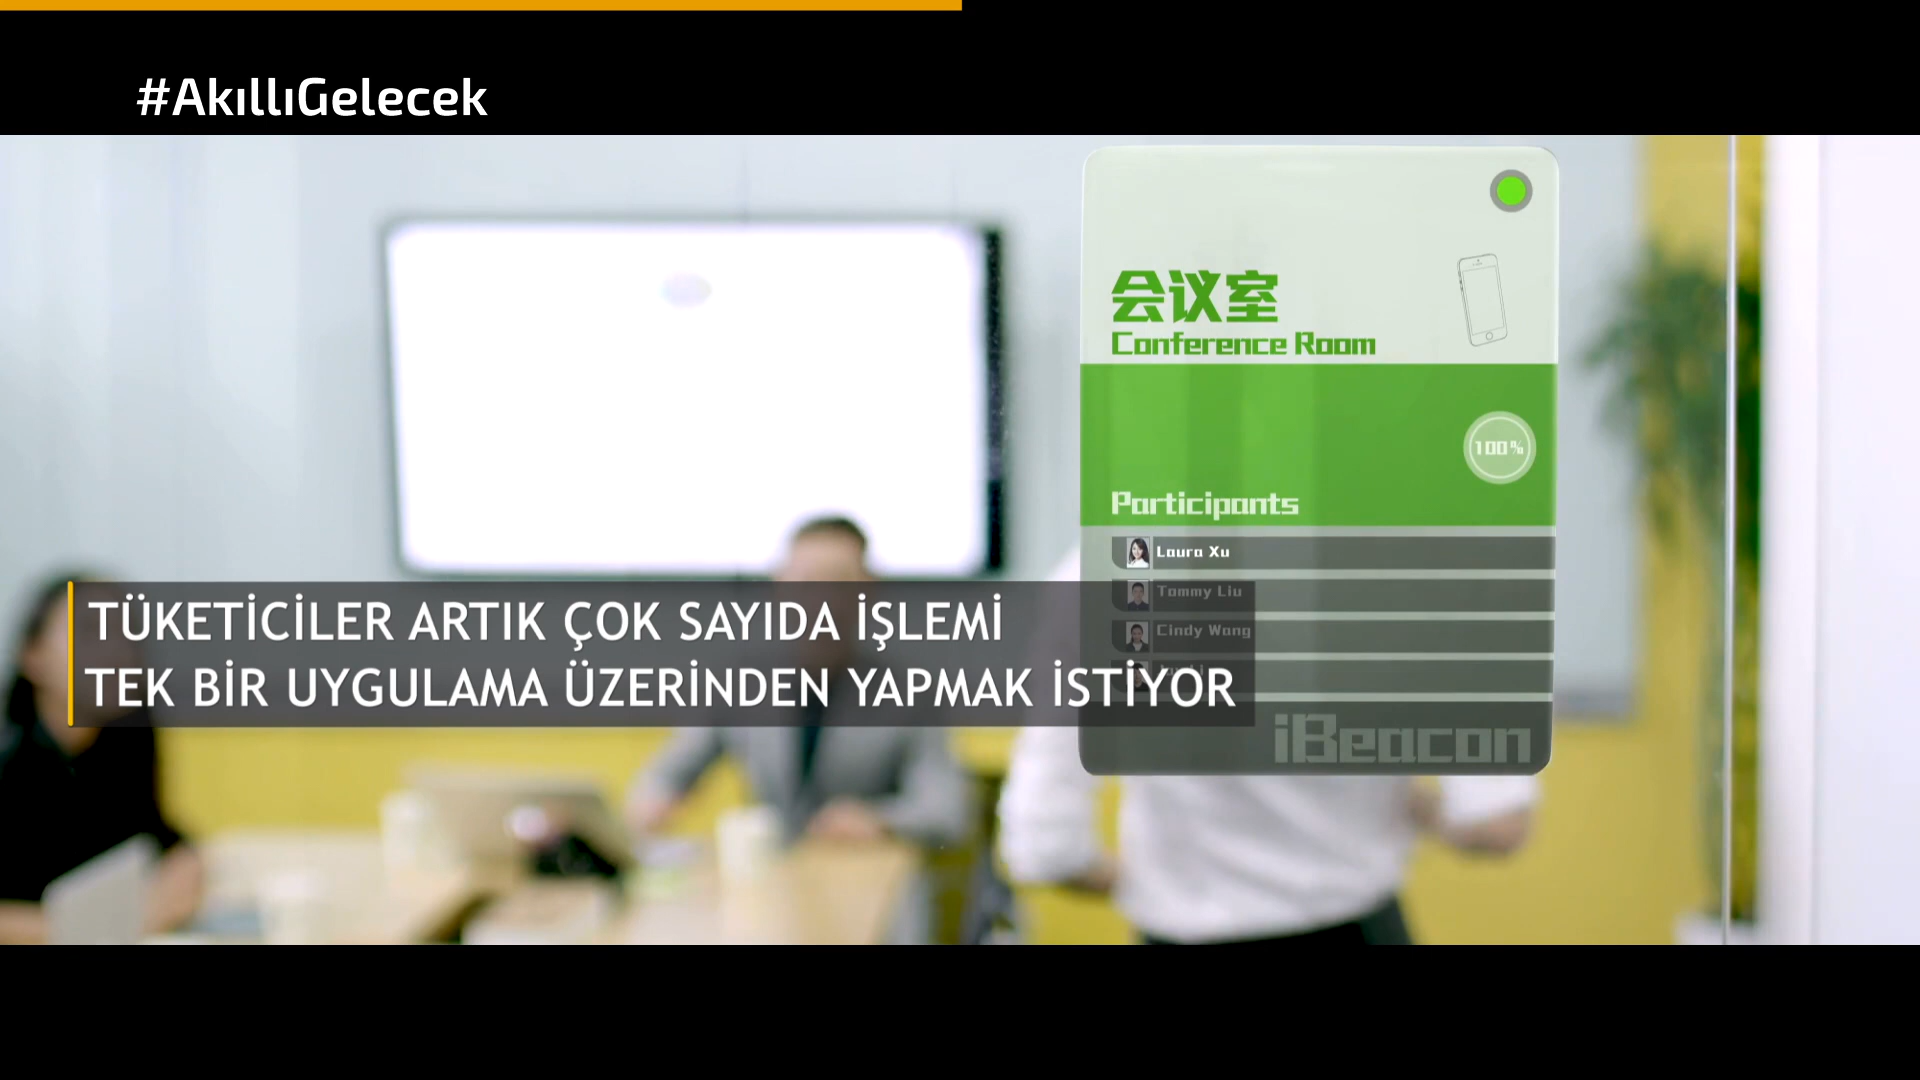 #AkıllıGelecek
会议室
Conference Room
100%
Participants
Laura Xu
Tommy Liu
Cindy Wang
TÜKETİCİLER ARTIK ÇOK SAYIDA İŞLEMİ
TEK BİR UYGULAMA ÜZERİNDEN YAPMAK İSTİYOR
iBeacon